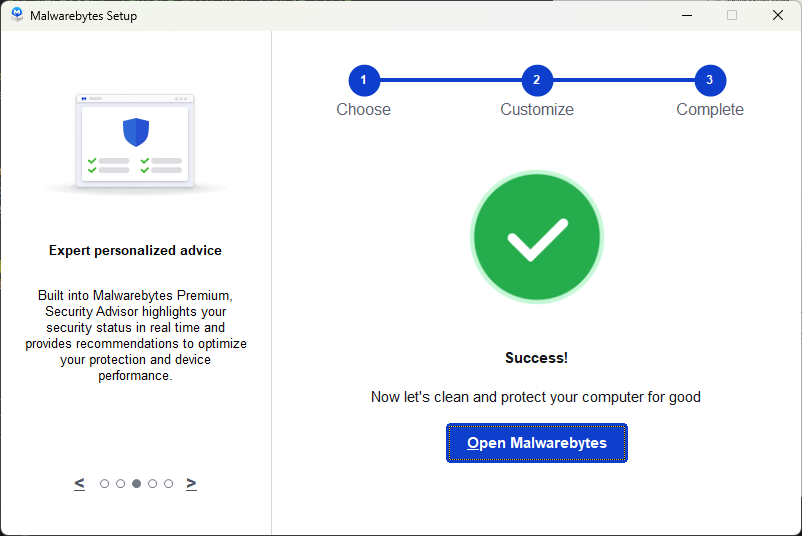 Malwarebytes Setup
1
2
3
Choose
Customize
Complete
Expert personalized advice
Built into Malwarebytes Premium,
Security Advisor highlights your
security status in real time and
provides recommendations to optimize
your protection and device
performance.
< >
Success!
Now let's clean and protect your computer for good
Open Malwarebytes